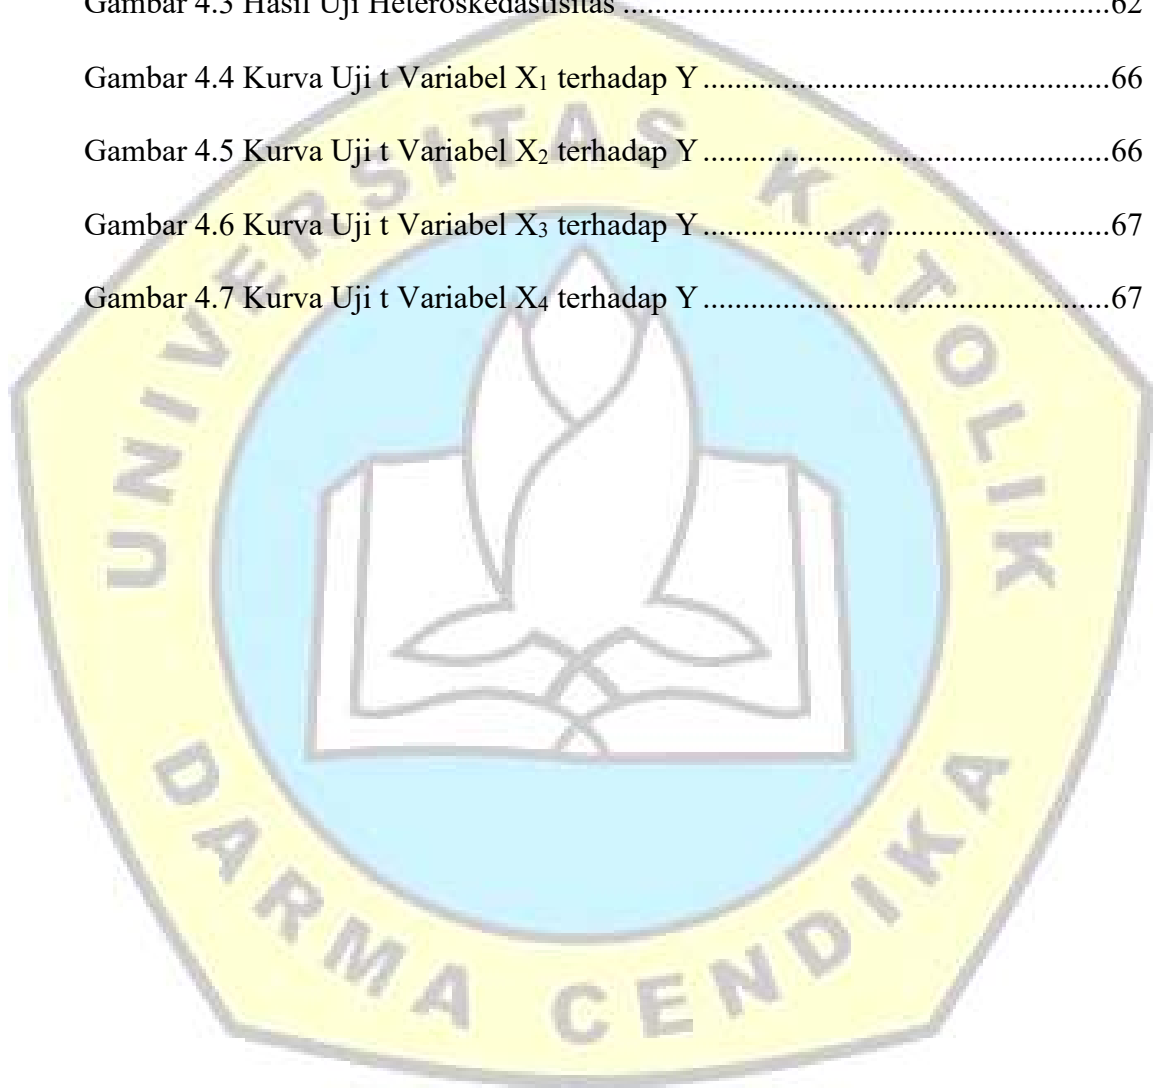 Gambar 4.3 Hasil Uji Heteroskedastisitas ........................................................62
Gambar 4.4 Kurva Uji t Variabel X₁ terhadap Y ..............................................66
Gambar 4.5 Kurva Uji t Variabel X₂ terhadap Y ..............................................66
Gambar 4.6 Kurva Uji t Variabel X₃ terhadap Y ..............................................67
Gambar 4.7 Kurva Uji t Variabel X₄ terhadap Y ..............................................67
UNIVERSITAS KATOLIK
DARMA CENDIKA